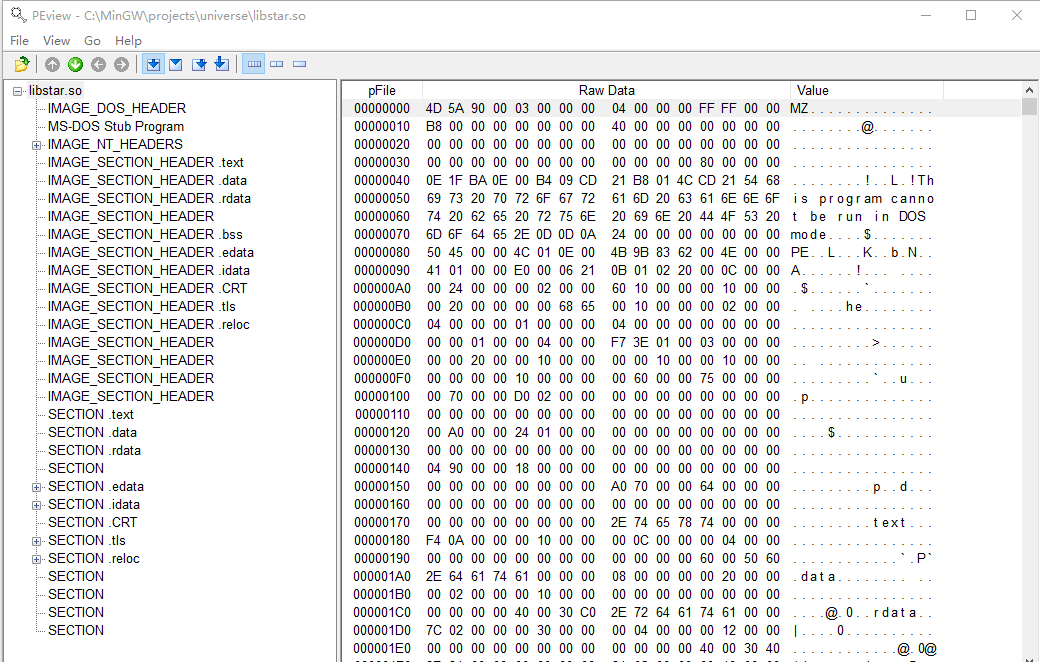 PEview - C:\MinGW\projects\universe\libstar.so
File View Go Help
libstar.so
IMAGE_DOS_HEADER
MS-DOS Stub Program
IMAGE_NT_HEADERS
IMAGE_SECTION_HEADER .text
IMAGE_SECTION_HEADER .data
IMAGE_SECTION_HEADER .rdata
IMAGE_SECTION_HEADER
IMAGE_SECTION_HEADER .bss
IMAGE_SECTION_HEADER .edata
IMAGE_SECTION_HEADER .idata
IMAGE_SECTION_HEADER .CRT
IMAGE_SECTION_HEADER .tls
IMAGE_SECTION_HEADER .reloc
IMAGE_SECTION_HEADER
IMAGE_SECTION_HEADER
IMAGE_SECTION_HEADER
IMAGE_SECTION_HEADER
SECTION .text
SECTION .data
SECTION .rdata
SECTION
SECTION .edata
SECTION .idata
SECTION .CRT
SECTION .tls
SECTION .reloc
SECTION
SECTION
SECTION
SECTION
pFile Raw Data Value
00000000 4D 5A 90 00 03 00 00 00 04 00 00 00 FF FF 00 00 MZ..............
00000010 B8 00 00 00 00 00 00 00 40 00 00 00 00 00 00 00 ........@.......
00000020 00 00 00 00 00 00 00 00 00 00 00 00 00 00 00 00 ................
00000030 00 00 00 00 00 00 00 00 00 00 00 00 80 00 00 00 ................
00000040 0E 1F BA 0E 00 B4 09 CD 21 B8 01 4C CD 21 54 68 ........!..L.!Th
00000050 69 73 20 70 72 6F 67 72 61 6D 20 63 61 6E 6E 6F is program canno
00000060 74 20 62 65 20 72 75 6E 20 69 6E 20 44 4F 53 20 t be run in DOS
00000070 6D 6F 64 65 2E 0D 0D 0A 24 00 00 00 00 00 00 00 mode....$.......
00000080 50 45 00 00 4C 01 0E 00 4B 9B 83 62 00 4E 00 00 PE..L...K..b.N..
00000090 41 01 00 00 E0 00 06 21 0B 01 02 20 00 0C 00 00 A......!... ....
000000A0 00 24 00 00 00 02 00 00 60 10 00 00 00 10 00 00 .$......`.......
000000B0 00 20 00 00 00 00 68 65 00 10 00 00 00 02 00 00 . ....he........
000000C0 04 00 00 00 01 00 00 00 04 00 00 00 00 00 00 00 ................
000000D0 00 00 01 00 00 04 00 00 F7 3E 01 00 03 00 00 00 .........>......
000000E0 00 00 20 00 00 10 00 00 00 00 10 00 00 10 00 00 .. .............
000000F0 00 00 00 00 10 00 00 00 00 60 00 00 75 00 00 00 .........`..u...
00000100 00 70 00 00 D0 02 00 00 00 00 00 00 00 00 00 00 .p..............
00000110 00 00 00 00 00 00 00 00 00 00 00 00 00 00 00 00 ................
00000120 00 A0 00 00 24 01 00 00 00 00 00 00 00 00 00 00 ....$...........
00000130 00 00 00 00 00 00 00 00 00 00 00 00 00 00 00 00 ................
00000140 04 90 00 00 18 00 00 00 00 00 00 00 00 00 00 00 ................
00000150 00 00 00 00 00 00 00 00 A0 70 00 00 64 00 00 00 .........p..d...
00000160 00 00 00 00 00 00 00 00 00 00 00 00 00 00 00 00 ................
00000170 00 00 00 00 00 00 00 00 2E 74 65 78 74 00 00 00 .........text...
00000180 F4 0A 00 00 00 10 00 00 00 0C 00 00 00 04 00 00 ................
00000190 00 00 00 00 00 00 00 00 00 00 00 00 60 00 50 60 ............`.P`
000001A0 2E 64 61 74 61 00 00 00 08 00 00 00 00 20 00 00 .data........ ..
000001B0 00 02 00 00 00 10 00 00 00 00 00 00 00 00 00 00 ................
000001C0 00 00 00 00 40 00 30 C0 2E 72 64 61 74 61 00 00 ....@.0..rdata..
000001D0 7C 02 00 00 00 30 00 00 00 04 00 00 00 12 00 00 |....0..........
000001E0 00 00 00 00 00 00 00 00 00 00 00 00 40 00 30 40 ............@.0@